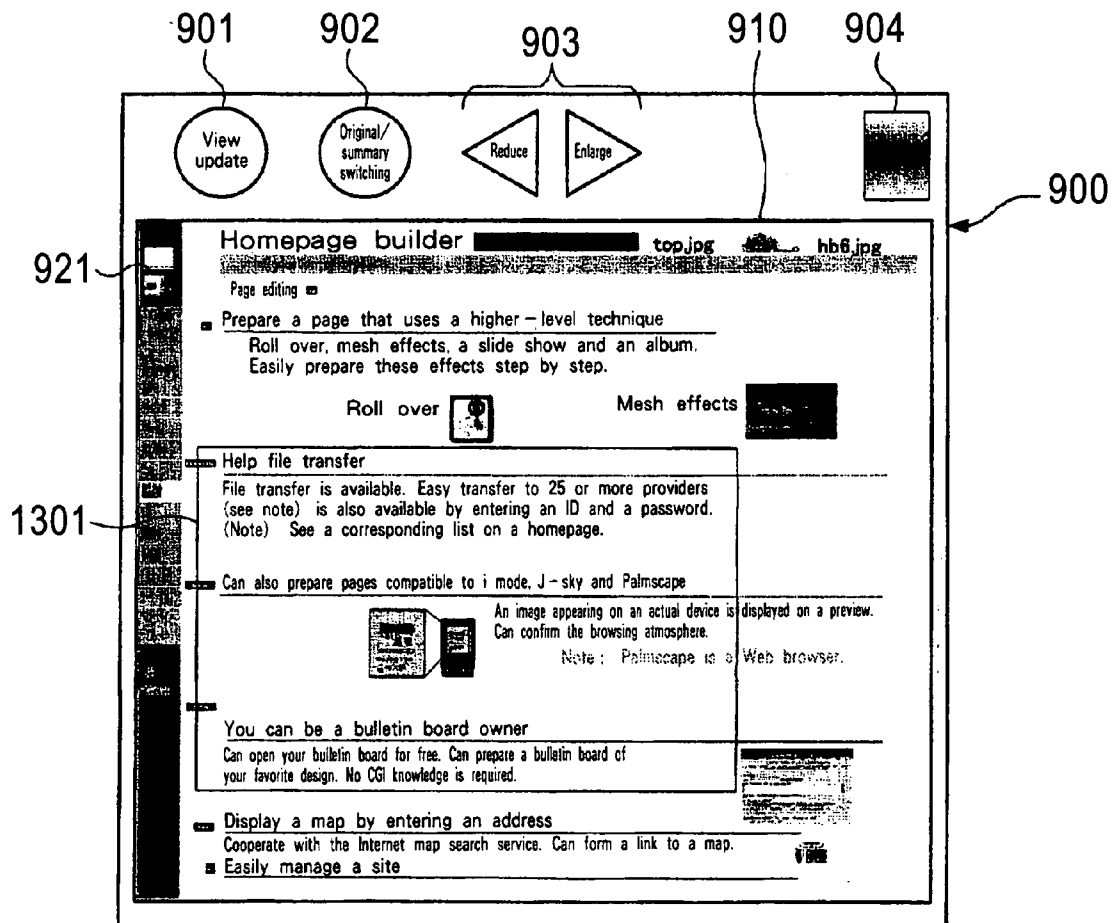 901 902 903 910 904
View update
Original/ summary switching
Reduce
Enlarge
900
Homepage builder top.jpg hb6.jpg
921
Page editing
Prepare a page that uses a higher-level technique
Roll over, mesh effects, a slide show and an album.
Easily prepare these effects step by step.
Roll over Mesh effects
Help file transfer
File transfer is available. Easy transfer to 25 or more providers
(see note) is also available by entering an ID and a password.
(Note) See a corresponding list on a homepage.
1301
Can also prepare pages compatible to i mode, J-sky and Palmscape
An image appearing on an actual device is displayed on a preview.
Can confirm the browsing atmosphere.
Note : Palmscape is a Web browser.
You can be a bulletin board owner
Can open your bulletin board for free. Can prepare a bulletin board of
your favorite design. No CGI knowledge is required.
Display a map by entering an address
Cooperate with the Internet map search service. Can form a link to a map.
Easily manage a site